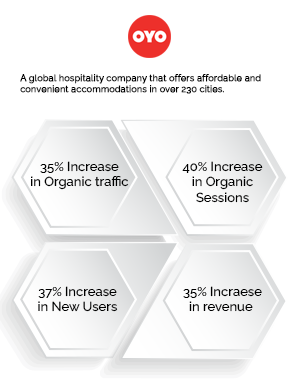 OYO
A global hospitality company that offers affordable and
convenient accommodations in over 230 cities.
35% Increase
in Organic traffic
40% Increase
in Organic
Sessions
37% Increase
in New Users
35% Incraese
in revenue